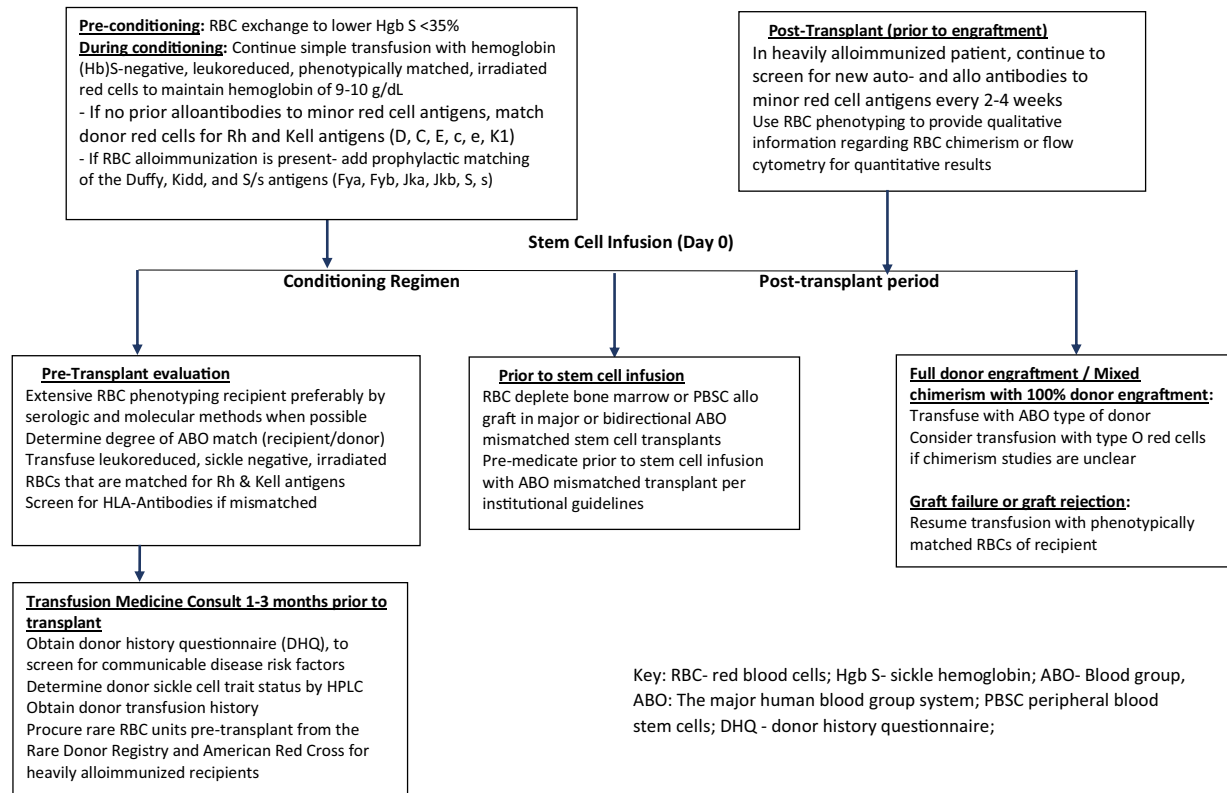 Pre-conditioning: RBC exchange to lower Hgb S <35%
During conditioning: Continue simple transfusion with hemoglobin
(Hb)S-negative, leukoreduced, phenotypically matched, irradiated
red cells to maintain hemoglobin of 9-10 g/dL
- If no prior alloantibodies to minor red cell antigens, match
donor red cells for Rh and Kell antigens (D, C, E, c, e, K1)
- If RBC alloimmunization is present- add prophylactic matching
of the Duffy, Kidd, and S/s antigens (Fya, Fyb, Jka, Jkb, S, s)
Post-Transplant (prior to engraftment)
In heavily alloimmunized patient, continue to
screen for new auto- and allo antibodies to
minor red cell antigens every 2-4 weeks
Use RBC phenotyping to provide qualitative
information regarding RBC chimerism or flow
cytometry for quantitative results
Stem Cell Infusion (Day 0)
Conditioning Regimen
Post-transplant period
Pre-Transplant evaluation
Extensive RBC phenotyping recipient preferably by
serologic and molecular methods when possible
Determine degree of ABO match (recipient/donor)
Transfuse leukoreduced, sickle negative, irradiated
RBCs that are matched for Rh & Kell antigens
Screen for HLA-Antibodies if mismatched
Prior to stem cell infusion
RBC deplete bone marrow or PBSC allo
graft in major or bidirectional ABO
mismatched stem cell transplants
Pre-medicate prior to stem cell infusion
with ABO mismatched transplant per
institutional guidelines
Full donor engraftment / Mixed
chimerism with 100% donor engraftment:
Transfuse with ABO type of donor
Consider transfusion with type O red cells
if chimerism studies are unclear
Graft failure or graft rejection:
Resume transfusion with phenotypically
matched RBCs of recipient
Transfusion Medicine Consult 1-3 months prior to
transplant
Obtain donor history questionnaire (DHQ), to
screen for communicable disease risk factors
Determine donor sickle cell trait status by HPLC
Obtain donor transfusion history
Procure rare RBC units pre-transplant from the
Rare Donor Registry and American Red Cross for
heavily alloimmunized recipients
Key: RBC- red blood cells; Hgb S- sickle hemoglobin; ABO- Blood group,
ABO: The major human blood group system; PBSC peripheral blood
stem cells; DHQ - donor history questionnaire;